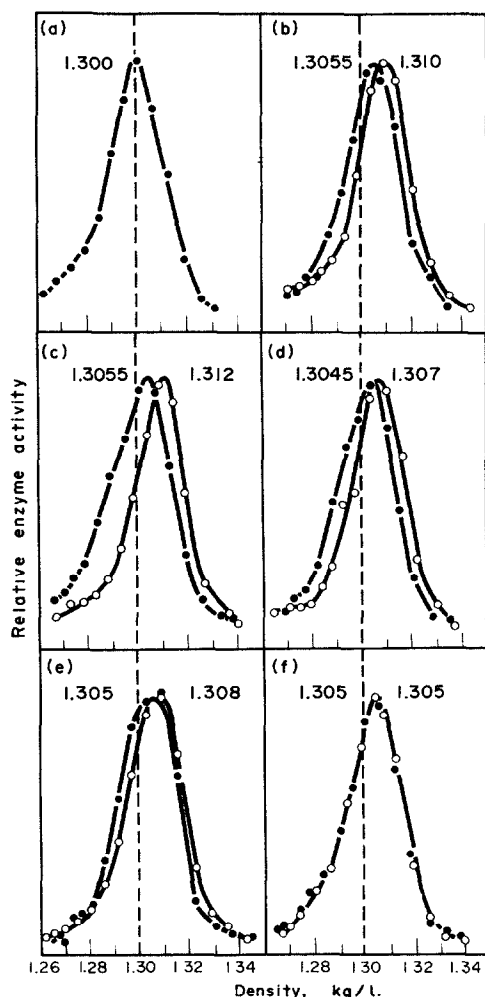 (a)
1.300
(b)
1.3055 1.310
(c)
1.3055 1.312
(d)
1.3045 1.307
(e)
1.305 1.308
(f)
1.305 1.305
Relative enzyme activity
1.26 1.28 1.30 1.32 1.34 1.28 1.30 1.32 1.34
Density, kg/l.